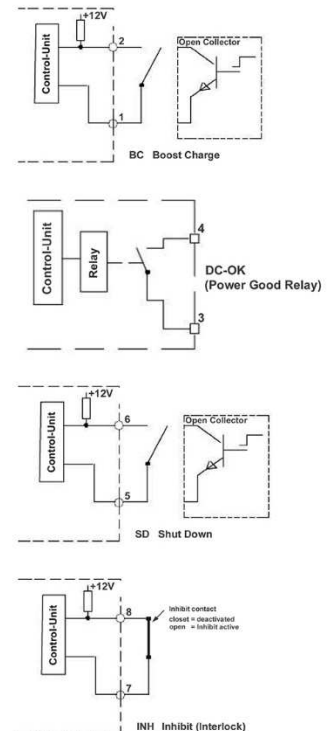 +12V
Control-Unit
2
1
Open Collector
BC Boost Charge
Control-Unit
Relay
4
3
DC-OK
(Power Good Relay)
+12V
Control-Unit
6
5
Open Collector
SD Shut Down
+12V
Control-Unit
8
7
Inhibit contact
closet = deactivated
open = Inhibit active
INH Inhibit (Interlock)